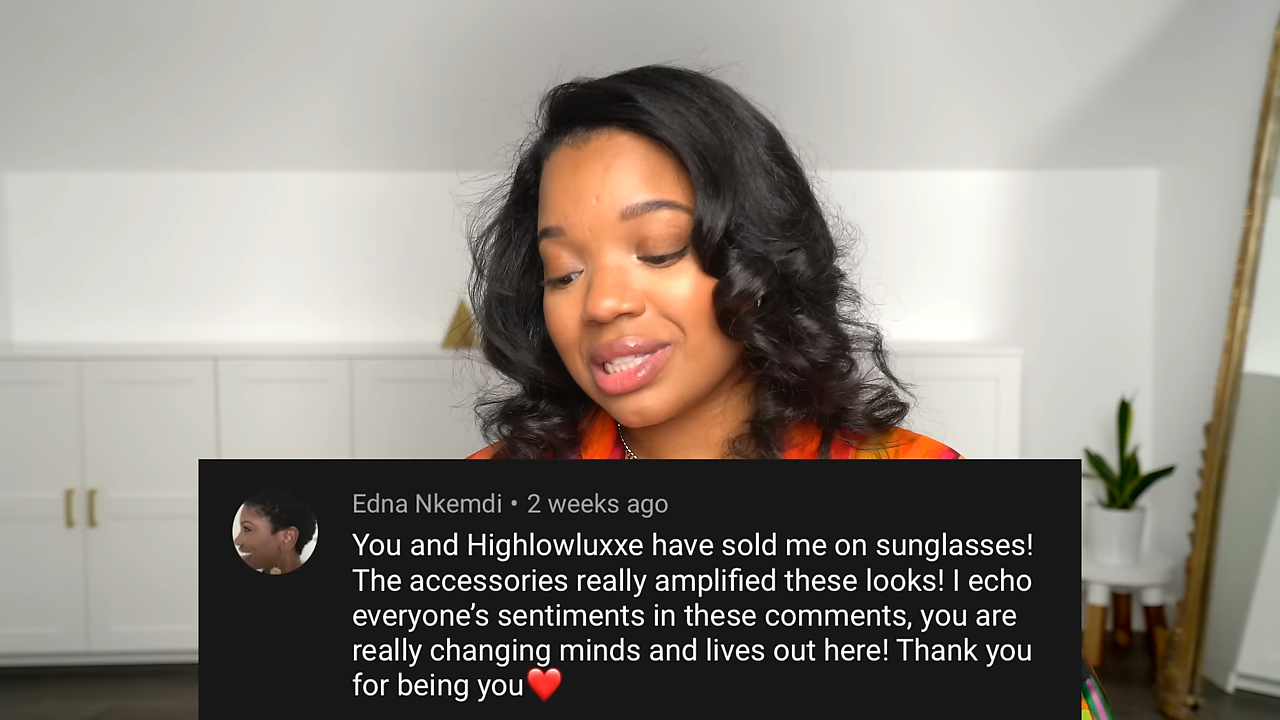 Edna Nkemdi • 2 weeks ago
You and Highlowluxxe have sold me on sunglasses!
The accessories really amplified these looks! I echo
everyone’s sentiments in these comments, you are
really changing minds and lives out here! Thank you
for being you❤️